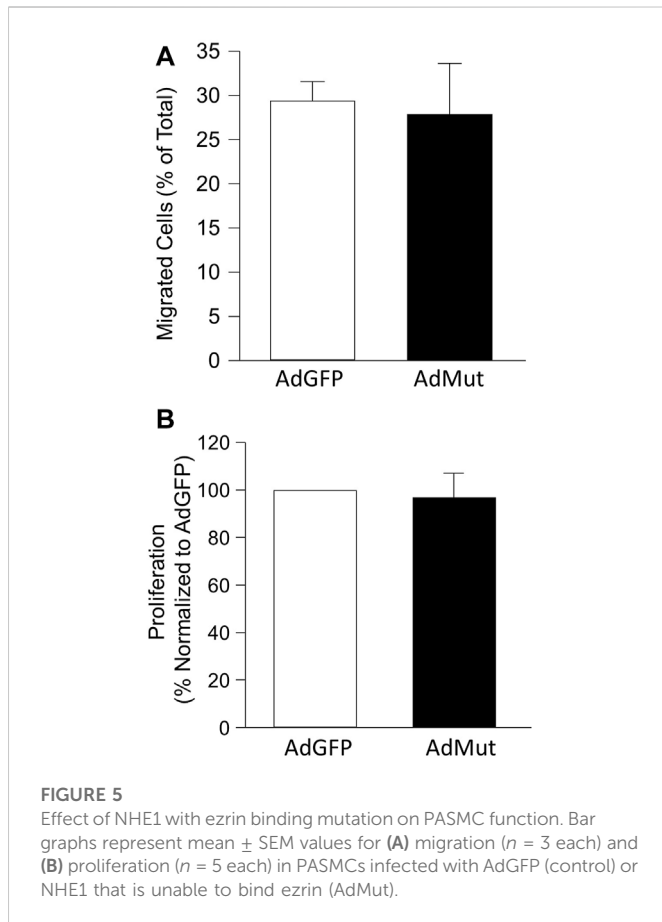 A
Migrated Cells (% of Total)
35
30
25
20
15
10
5
0
AdGFP AdMut
B
Proliferation
(% Normalized to AdGFP)
120
100
80
60
40
20
0
AdGFP AdMut
FIGURE 5
Effect of NHE1 with ezrin binding mutation on PASMC function. Bar
graphs represent mean ± SEM values for (A) migration (n = 3 each) and
(B) proliferation (n = 5 each) in PASMCs infected with AdGFP (control) or
NHE1 that is unable to bind ezrin (AdMut).